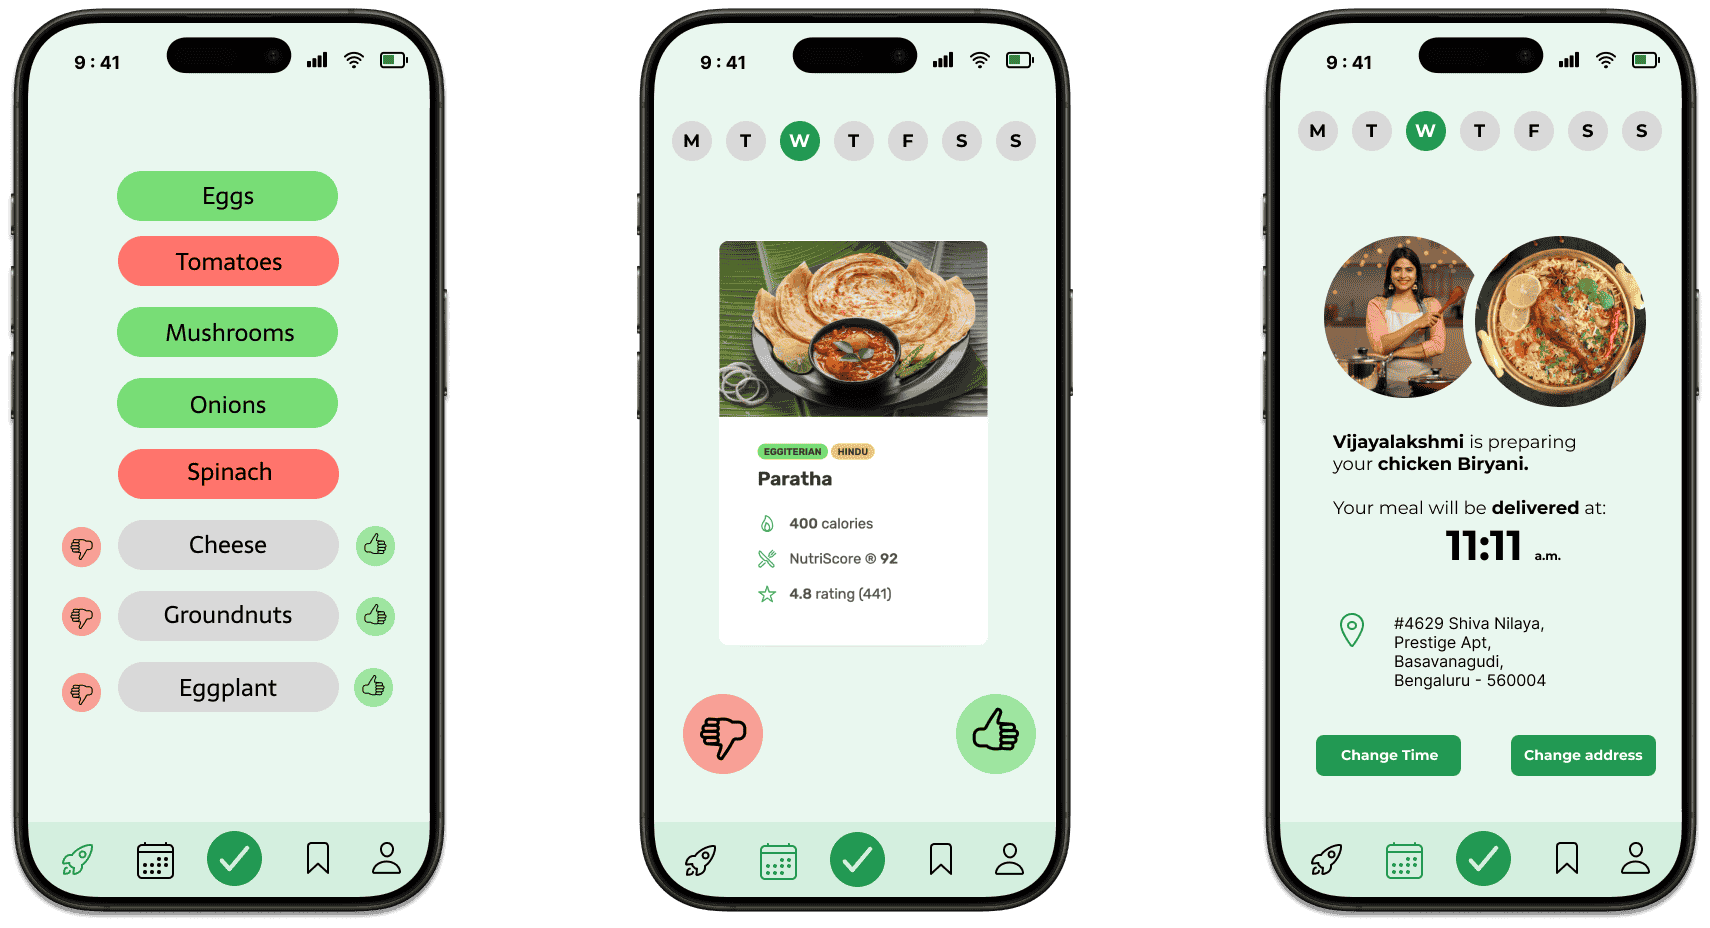 9:41
Eggs
Tomatoes
Mushrooms
Onions
Spinach
Cheese
Groundnuts
Eggplant
9:41
M T W T F S S
EGGITERIAN HINDU
Paratha
400 calories
NutriScore ® 92
4.8 rating (441)
9:41
M T W T F S S
Vijayalakshmi is preparing
your chicken Biryani.
Your meal will be delivered at:
11:11 a.m.
#4629 Shiva Nilaya,
Prestige Apt,
Basavanagudi,
Bengaluru - 560004
Change Time Change address